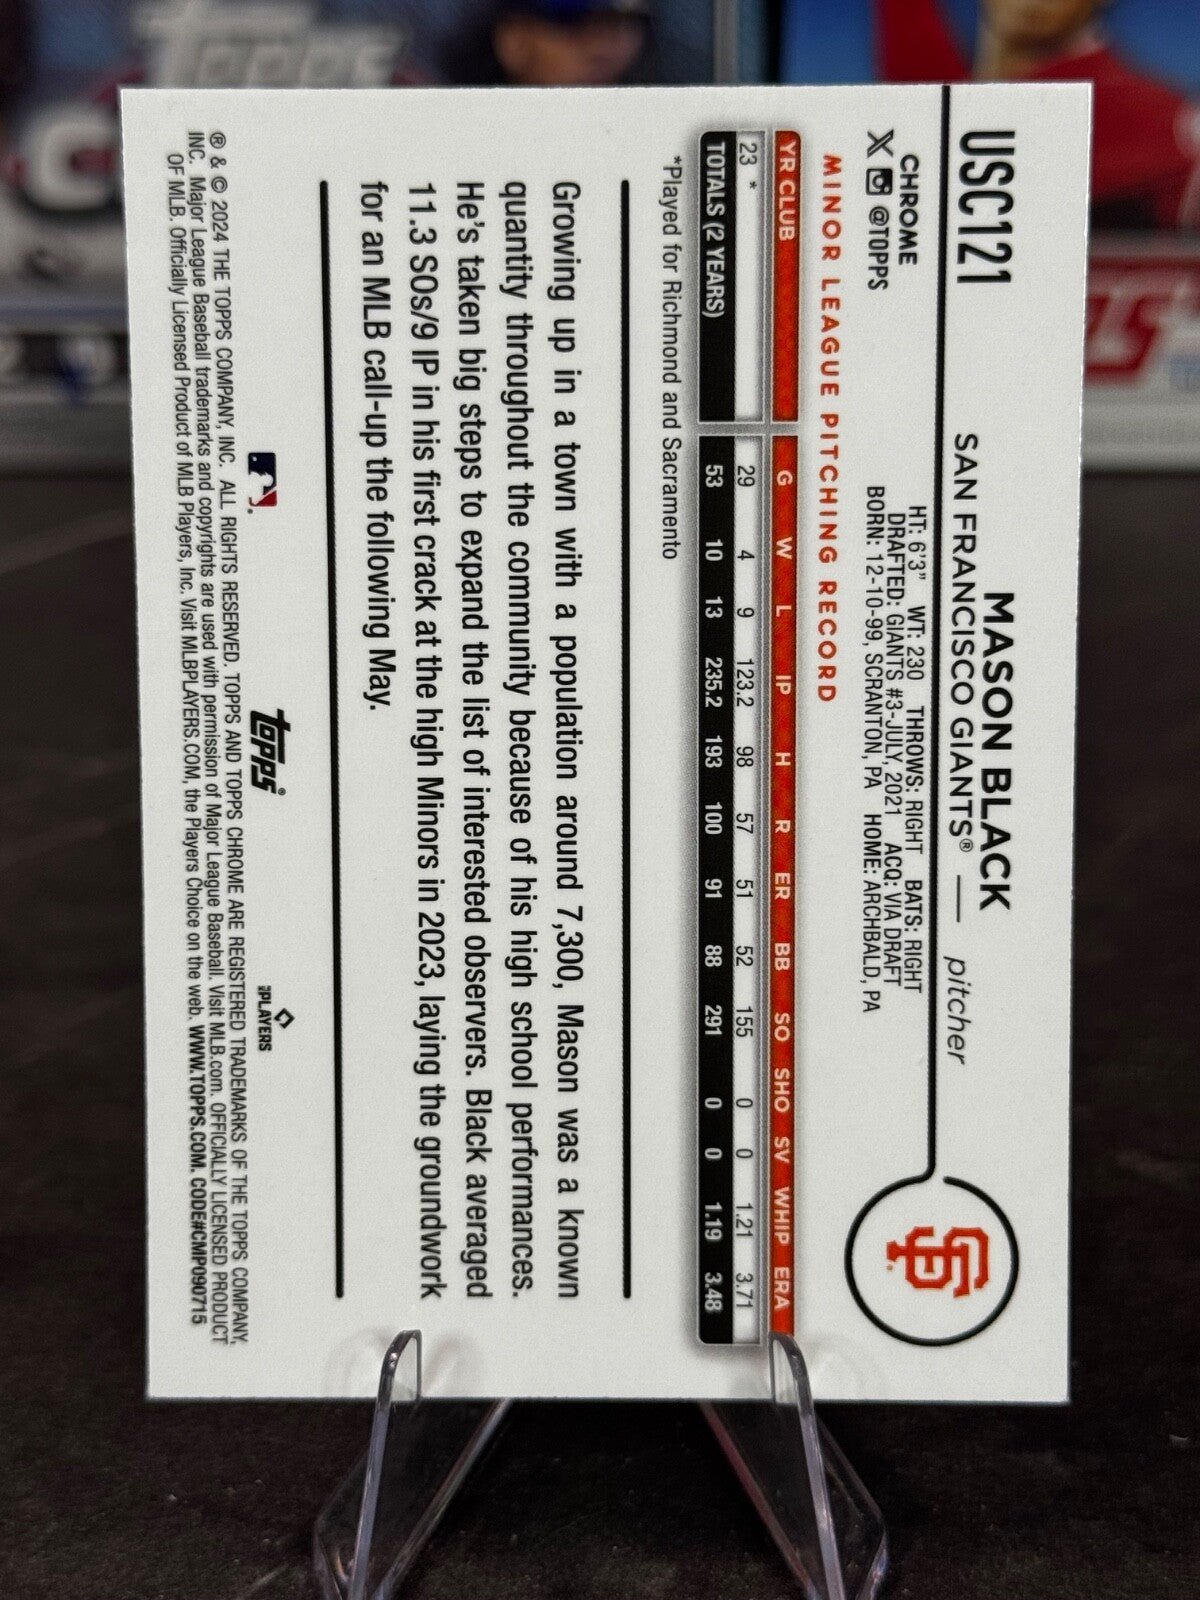 USC121
MASON BLACK
SAN FRANCISCO GIANTS® — pitcher
CHROME
@TOPPS
HT: 6'3" WT: 230 THROWS: RIGHT BATS: RIGHT
DRAFTED: GIANTS #3-JULY, 2021 ACQ: VIA DRAFT
BORN: 12-10-99, SCRANTON, PA HOME: ARCHBALD, PA
SF
MINOR LEAGUE PITCHING RECORD
YR CLUB G W L IP H R ER BB SO SHO SV WHIP ERA
23 * 29 4 9 123.2 98 57 51 52 155 0 0 1.21 3.71
TOTALS (2 YEARS) 53 10 13 235.2 193 100 91 88 291 0 0 1.19 3.48
*Played for Richmond and Sacramento
Growing up in a town with a population around 7,300, Mason was a known
quantity throughout the community because of his high school performances.
He's taken big steps to expand the list of interested observers. Black averaged
11.3 SOs/9 IP in his first crack at the high Minors in 2023, laying the groundwork
for an MLB call-up the following May.
topps®
PLAYERS
® & © 2024 THE TOPPS COMPANY, INC. ALL RIGHTS RESERVED. TOPPS AND TOPPS CHROME ARE REGISTERED TRADEMARKS OF THE TOPPS COMPANY,
INC. Major League Baseball trademarks and copyrights are used with permission of Major League Baseball. Visit MLB.com. OFFICIALLY LICENSED PRODUCT
OF MLB. Officially Licensed Product of MLB Players, Inc. Visit MLBPLAYERS.COM, the Players Choice on the web. WWW.TOPPS.COM. CODE#CMP090715
Topps